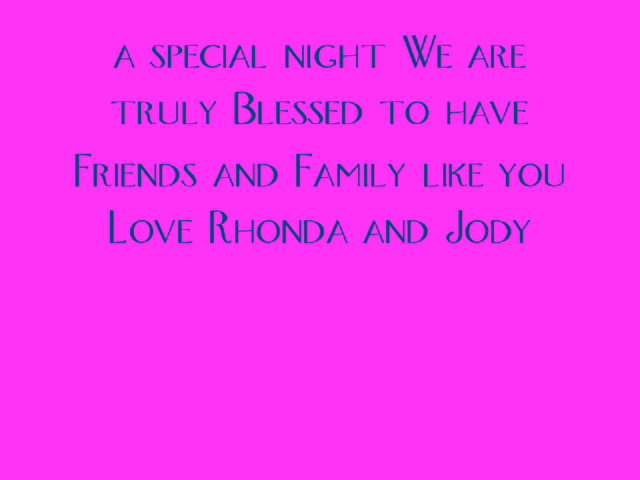 a special night We are
truly Blessed to have
Friends and Family like you
Love Rhonda and Jody